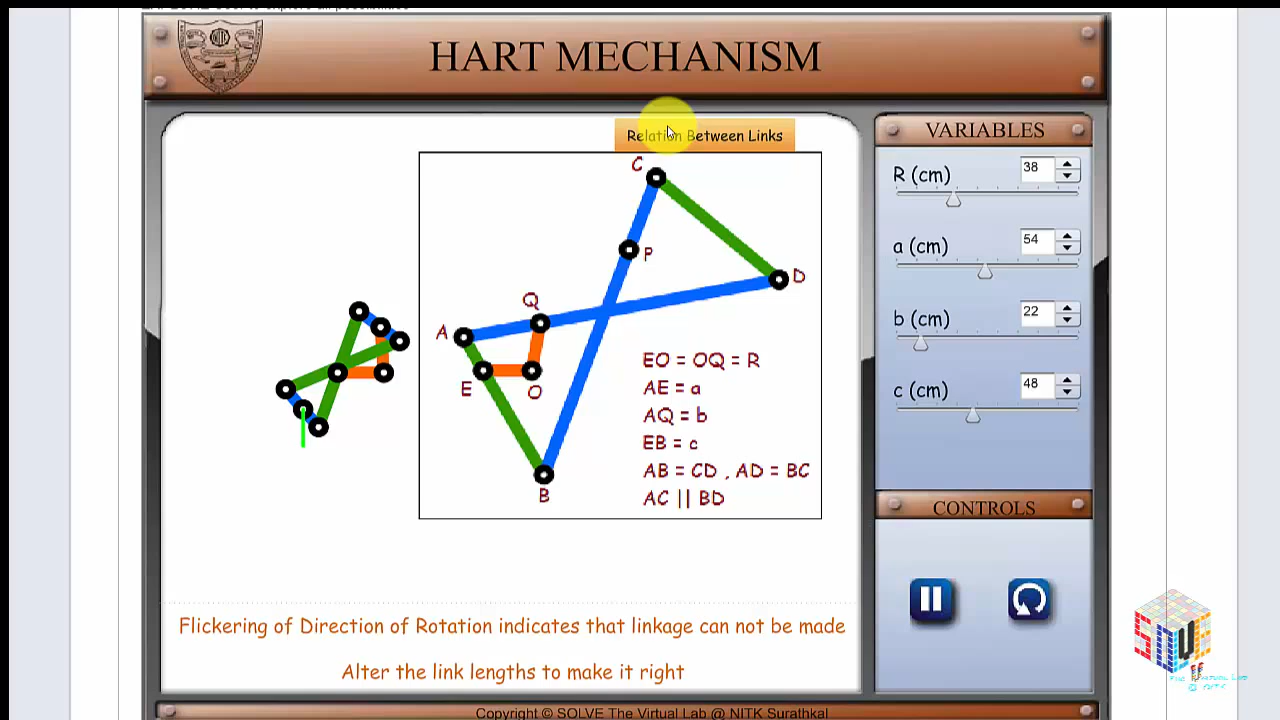 HART MECHANISM
Relation Between Links
C
P
D
Q
A
E
O
B
EO = OQ = R
AE = a
AQ = b
EB = c
AB = CD , AD = BC
AC || BD
Flickering of Direction of Rotation indicates that linkage can not be made
Alter the link lengths to make it right
VARIABLES
R (cm) 38
a (cm) 54
b (cm) 22
c (cm) 48
CONTROLS
Copyright © SOLVE The Virtual Lab @ NITK Surathkal